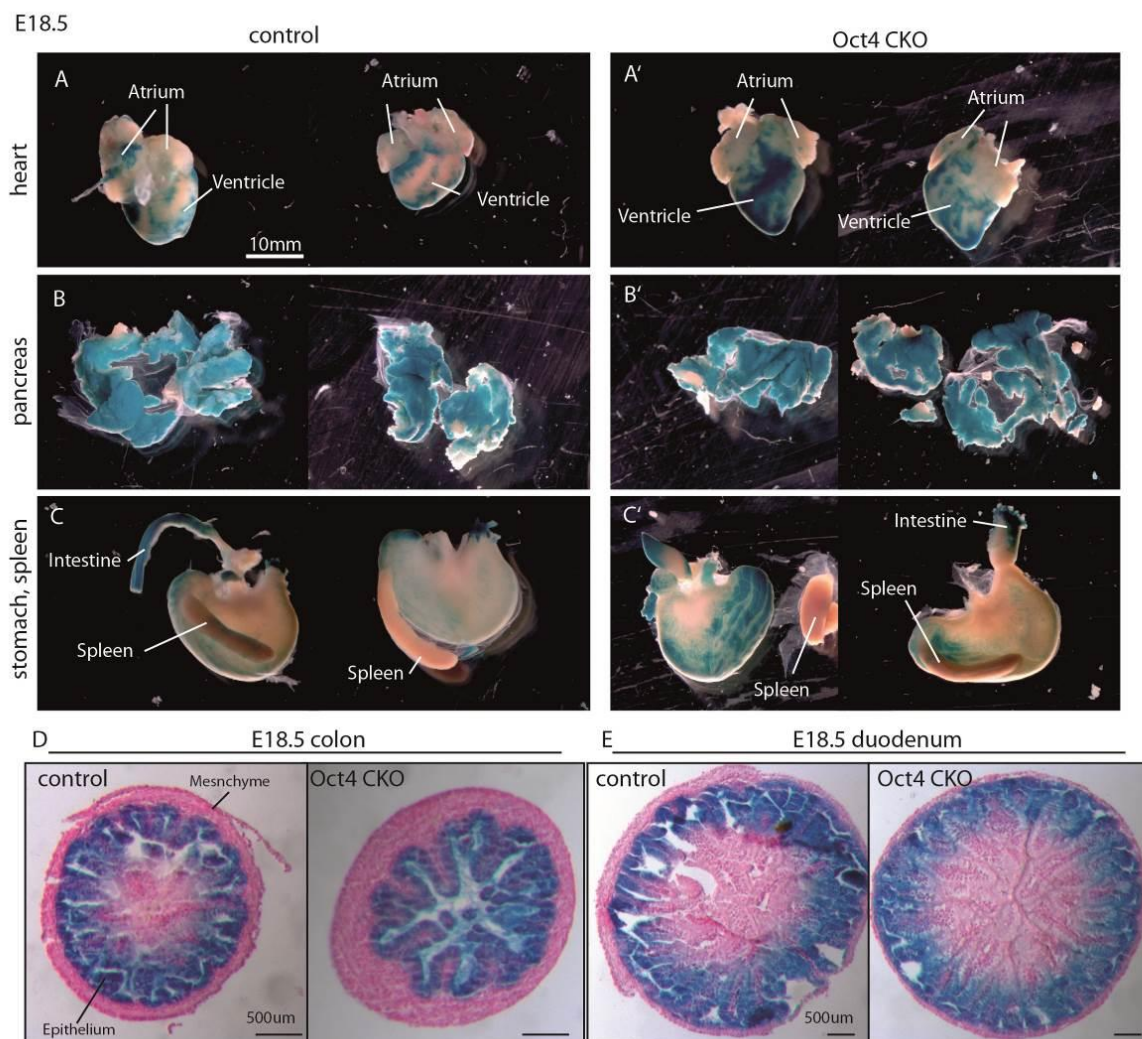 E18.5
control
Oct4 CKO
heart
A
Atrium
Ventricle
10mm
Atrium
Ventricle
A'
Atrium
Ventricle
Atrium
Ventricle
pancreas
B
B'
stomach, spleen
C
Intestine
Spleen
Spleen
C'
Spleen
Intestine
Spleen
D
E18.5 colon
control
Mesnchyme
Epithelium
500um
Oct4 CKO
E
E18.5 duodenum
control
500um
Oct4 CKO